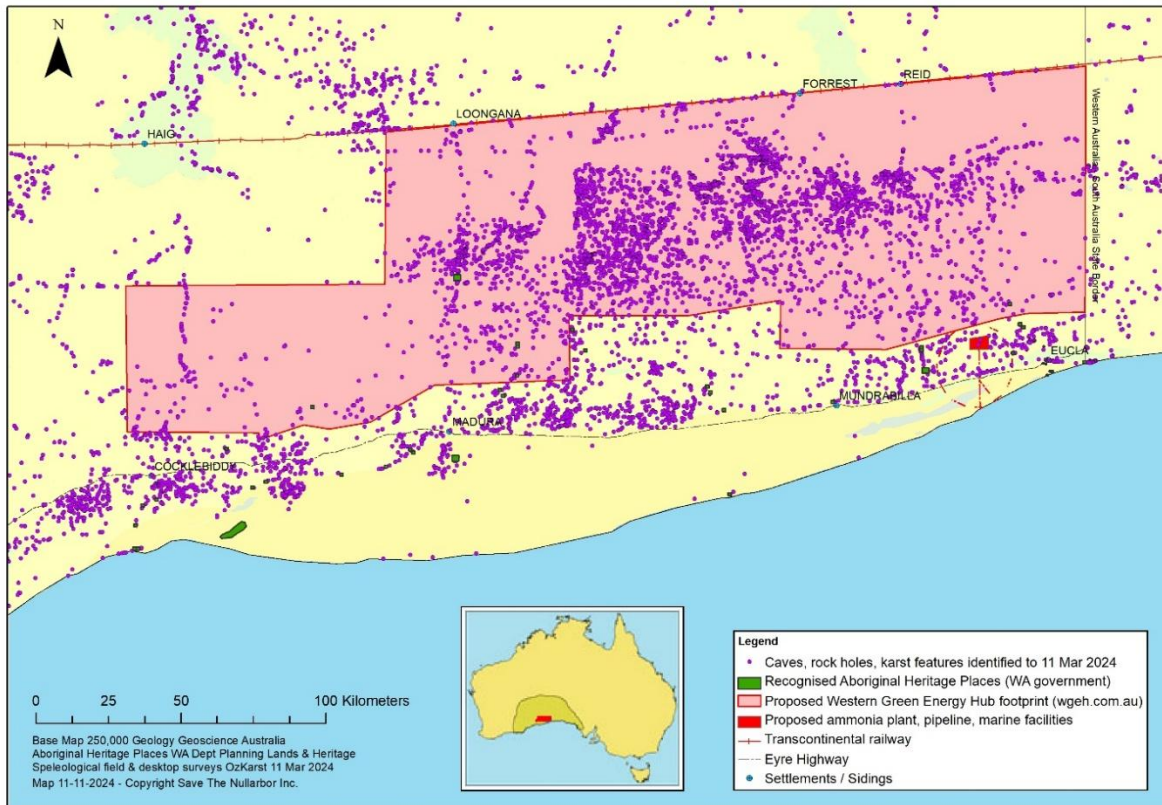 N
HAIG
LOONGANA
FORREST
REID
Western Australia - South Australia State Border
EUCLA
MUNDRABILLA
MADURA
COCKLEBIDDY
0 50 100 Kilometers
Base Map 250,000 Geology Geoscience Australia
Aboriginal Heritage Places WA Dept Planning Lands & Heritage
Speleological field & desktop surveys OzKarst 11 Mar 2024
Map 11-11-2024 - Copyright Save The Nullarbor Inc.
Legend
Caves, rock holes, karst features identified to 11 Mar 2024
Recognised Aboriginal Heritage Places (WA government)
Proposed Western Green Energy Hub footprint (wgeh.com.au)
Proposed ammonia plant, pipeline, marine facilities
Transcontinental railway
Eyre Highway
Settlements / Sidings